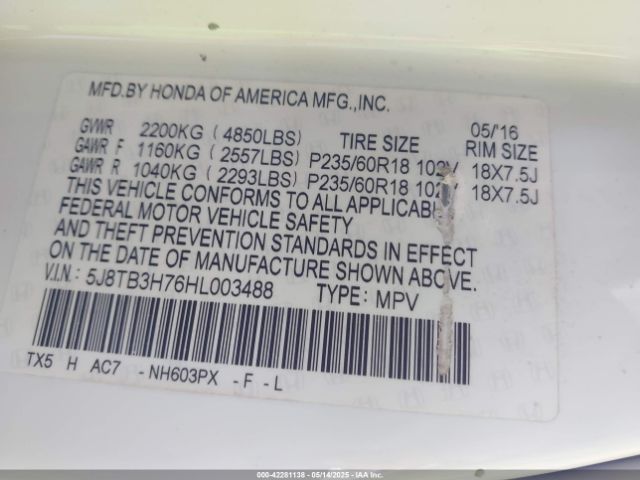 MFD.BY HONDA OF AMERICA MFG.,INC.
05/'16
GVWR 2200KG ( 4850LBS) TIRE SIZE RIM SIZE
GAWR F 1160KG ( 2557LBS) P235/60R18 102V 18X7.5J
GAWR R 1040KG ( 2293LBS) P235/60R18 102V 18X7.5J
THIS VEHICLE CONFORMS TO ALL APPLICABLE
FEDERAL MOTOR VEHICLE SAFETY
AND THEFT PREVENTION STANDARDS IN EFFECT
ON THE DATE OF MANUFACTURE SHOWN ABOVE.
V.I.N.: 5J8TB3H76HL003488 TYPE: MPV
TX5 H AC7 - NH603PX - F - L
000-42281138 - 05/14/2025 - IAA Inc.